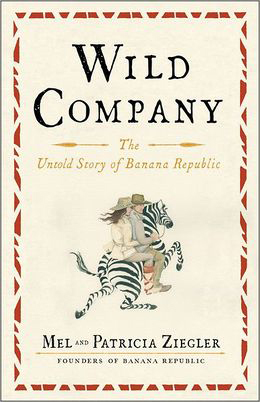 WILD
COMPANY
The
Untold Story of Banana Republic
MEL AND PATRICIA ZIEGLER
FOUNDERS OF BANANA REPUBLIC